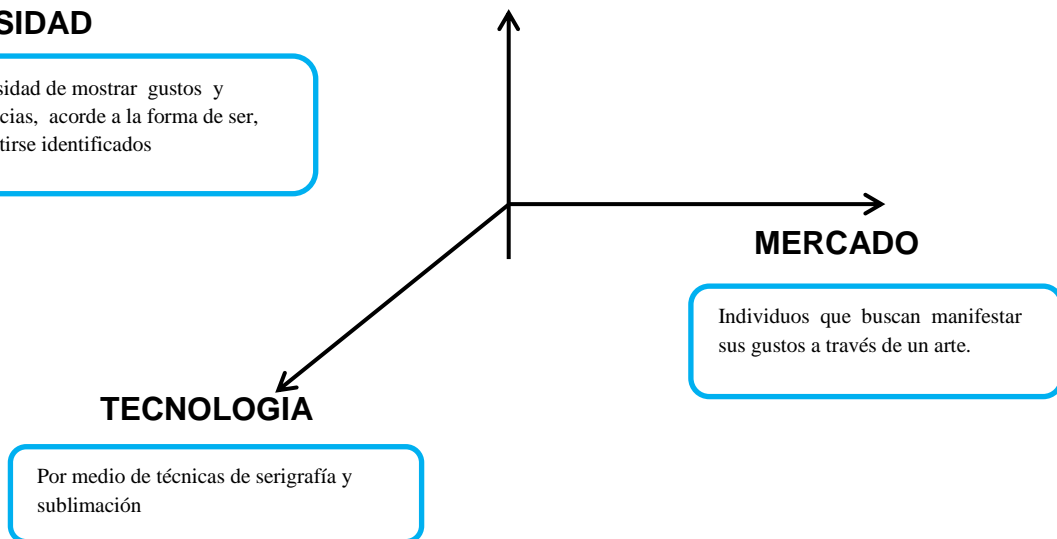 SIDAD
sidad de mostrar gustos y
cias, acorde a la forma de ser,
tirse identificados
MERCADO
Individuos que buscan manifestar
sus gustos a través de un arte.
TECNOLOGIA
Por medio de técnicas de serigrafía y
sublimación